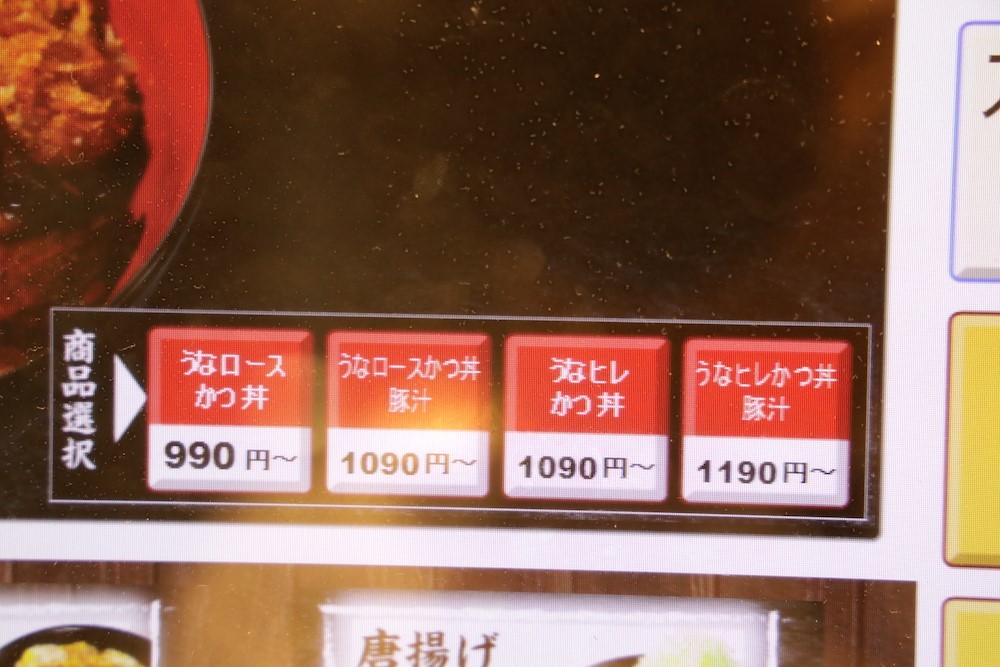 商品選択
うなロース
かつ丼
990円～
うなロースかつ丼
豚汁
1090円～
うなヒレ
かつ丼
1090円～
うなヒレかつ丼
豚汁
1190円～
唐揚げ